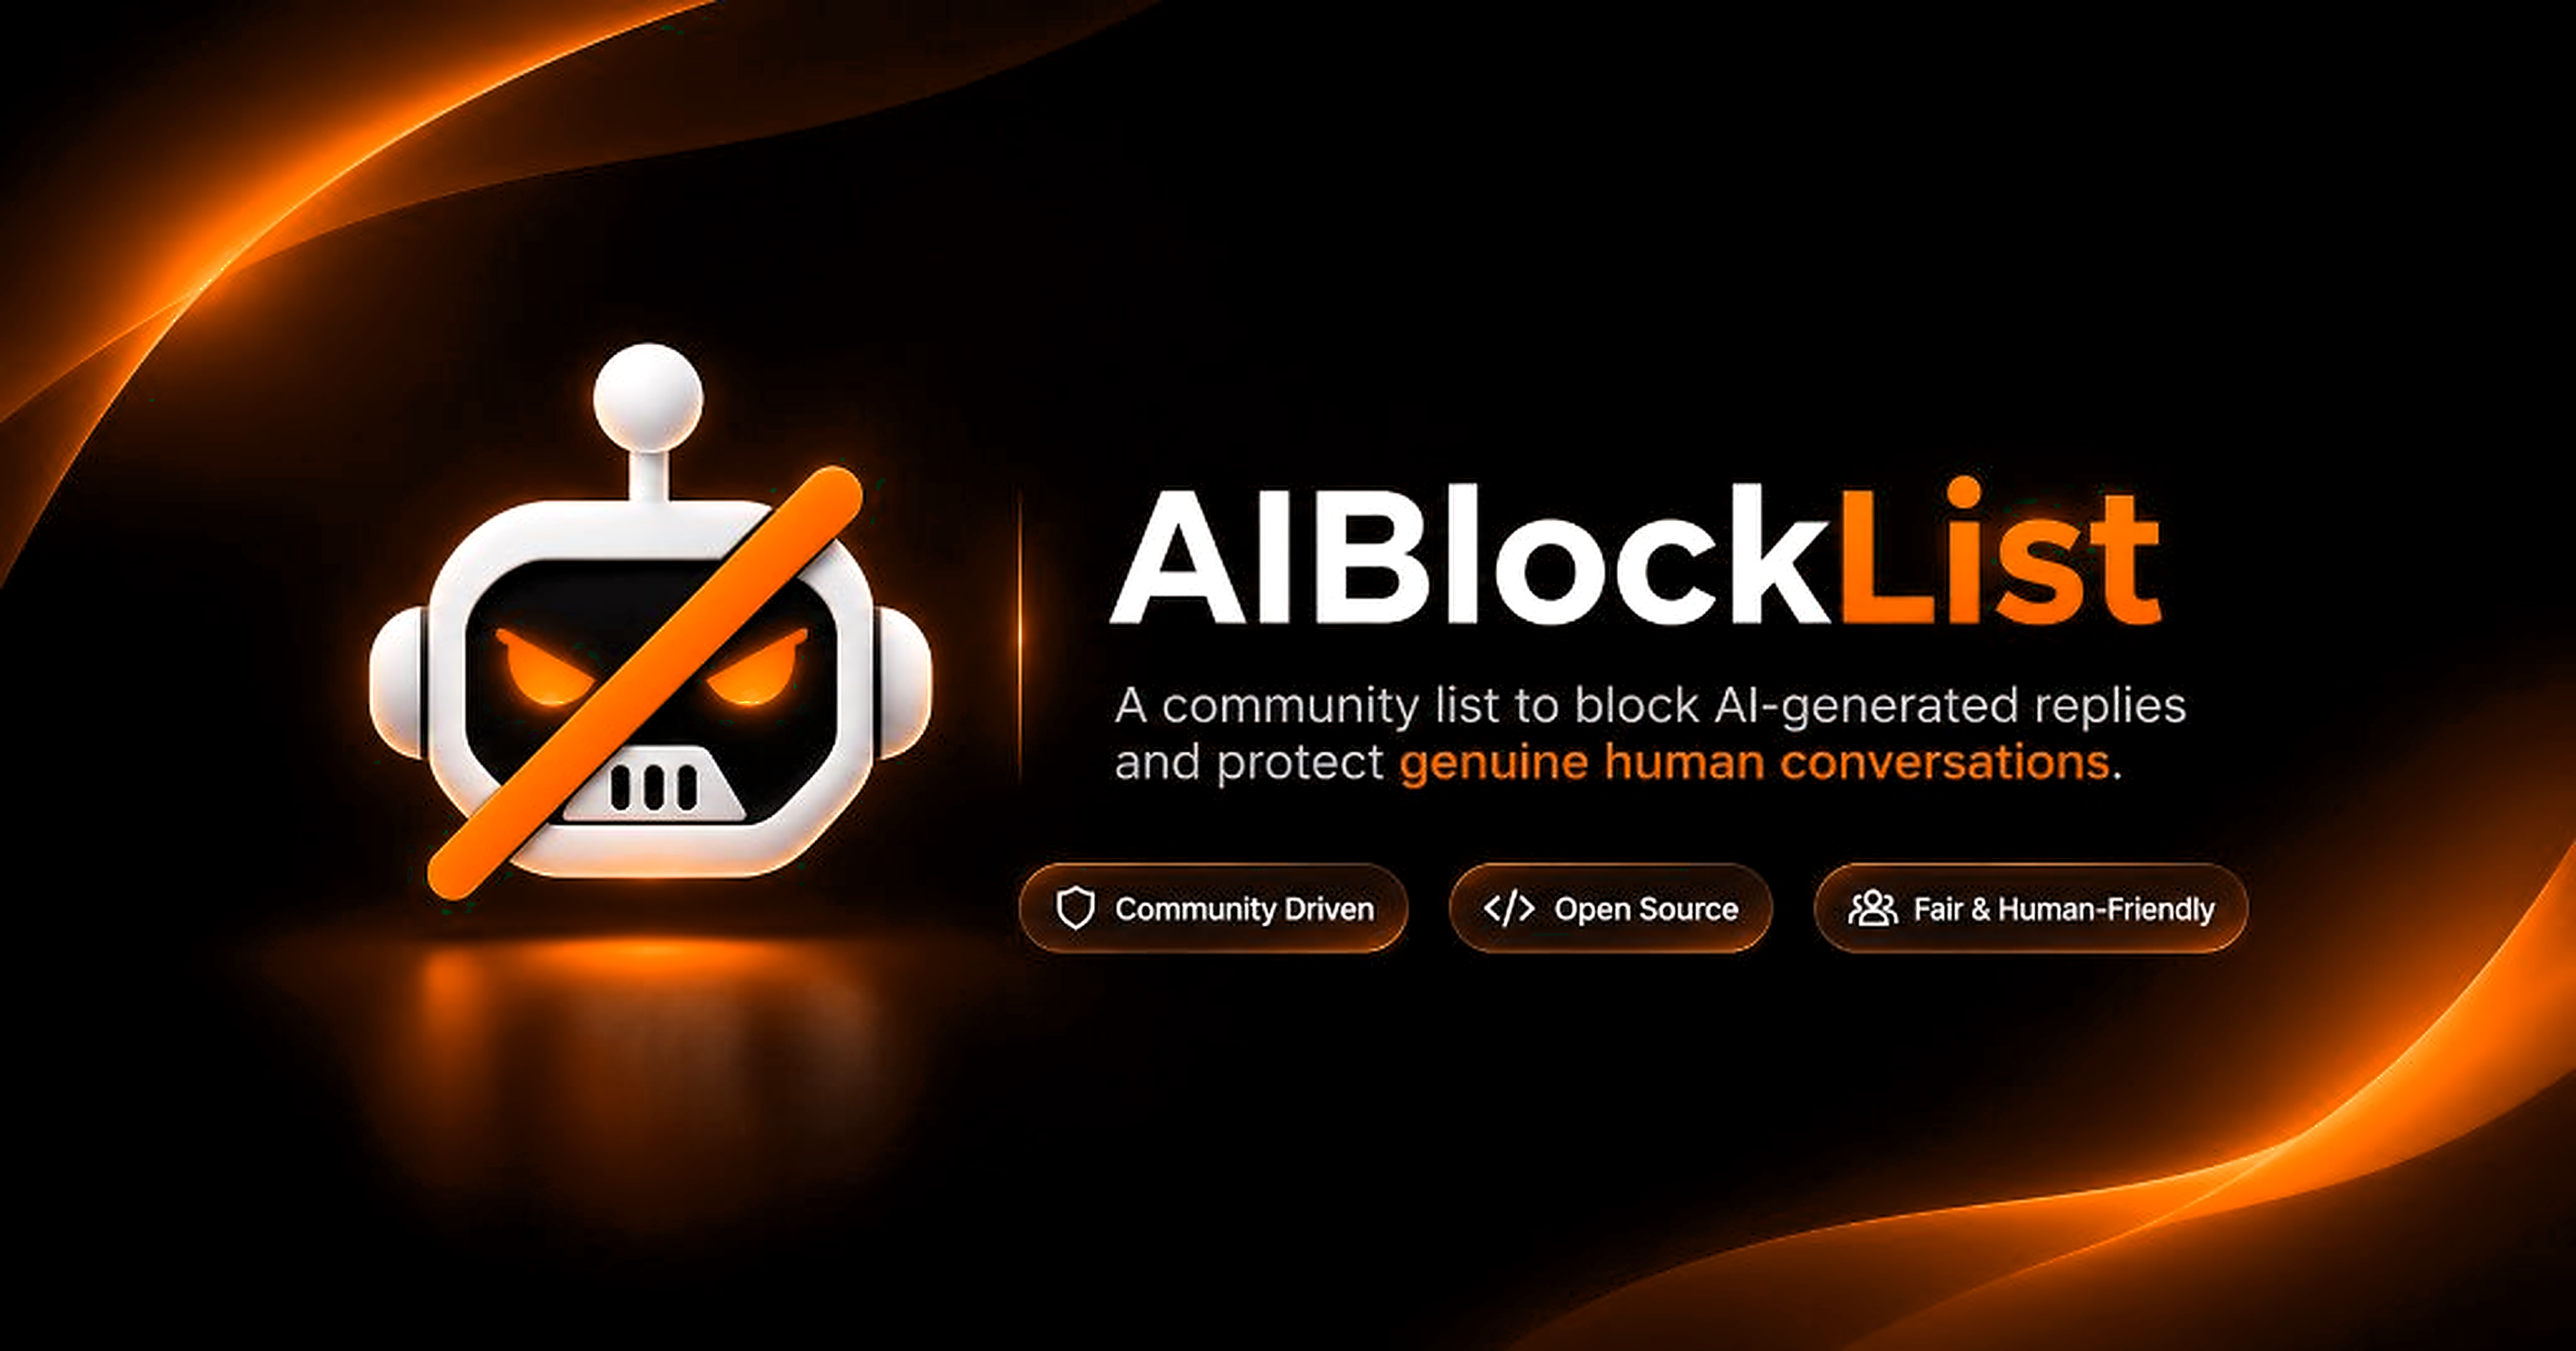 AIBlockList
A community list to block AI-generated replies
and protect genuine human conversations.
Community Driven
Open Source
Fair & Human-Friendly